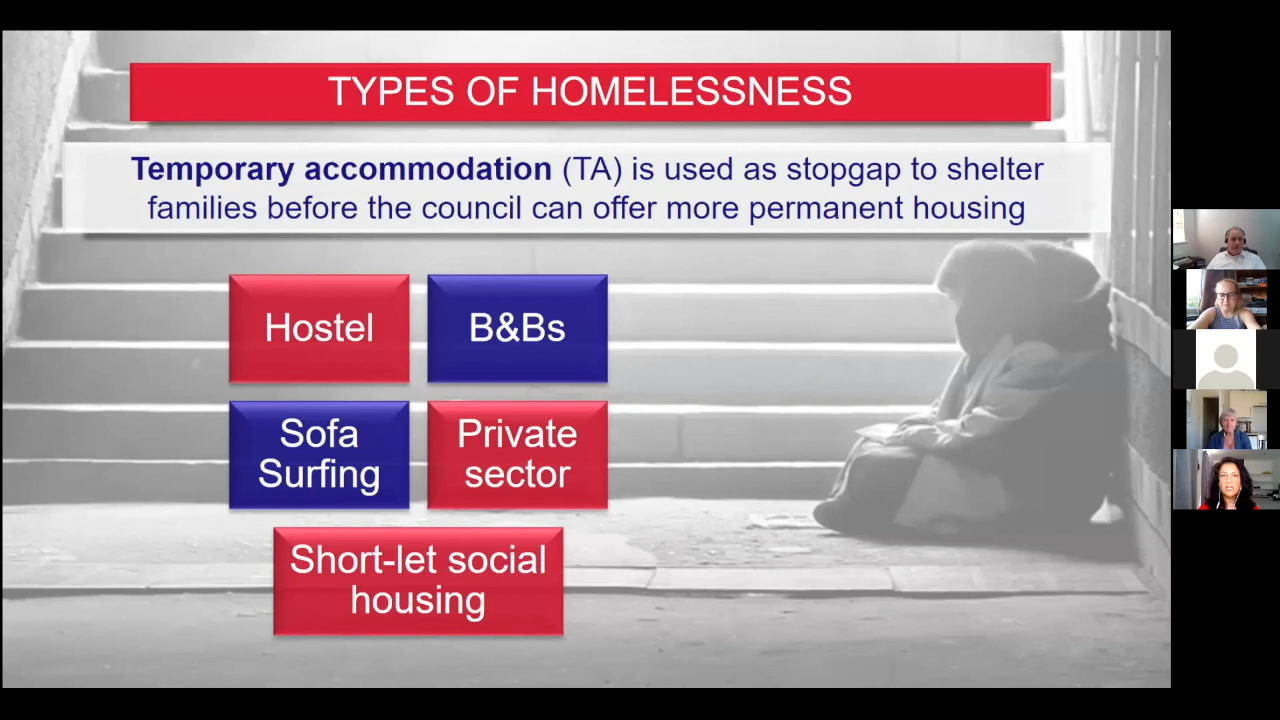 TYPES OF HOMELESSNESS
Temporary accommodation (TA) is used as stopgap to shelter
families before the council can offer more permanent housing
Hostel
B&Bs
Sofa
Surfing
Private
sector
Short-let social
housing